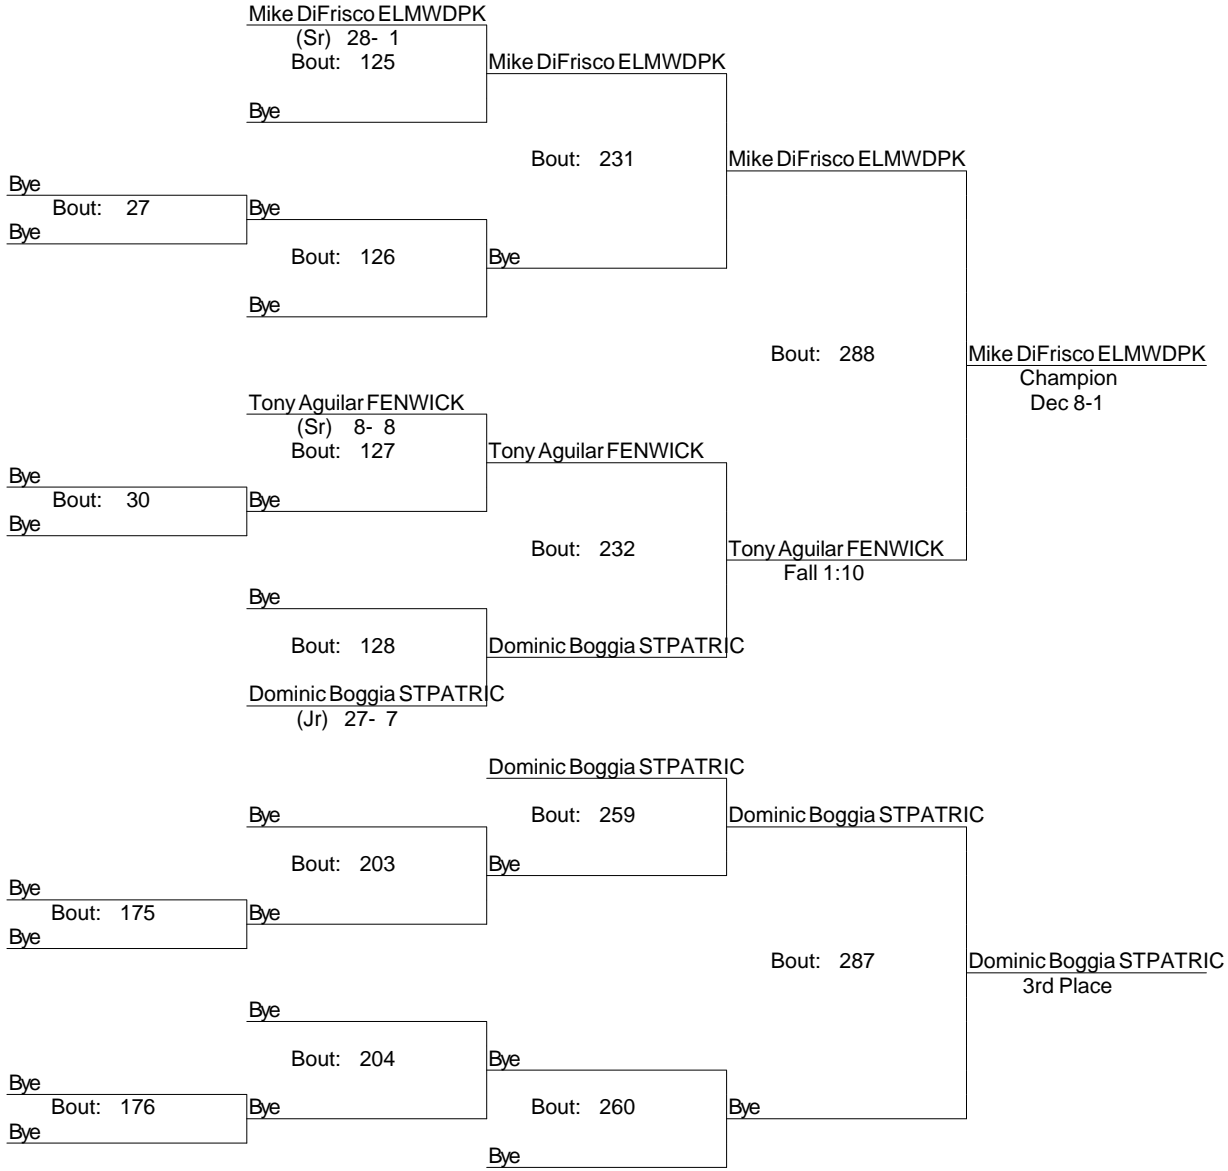 Mike DiFrisco ELMWDPK
(Sr) 28- 1
Bout: 125
Mike DiFrisco ELMWDPK
Bye
Bout: 231
Mike DiFrisco ELMWDPK
Bye
Bout: 27
Bye
Bye
Bout: 126
Bye
Bye
Bout: 288
Mike DiFrisco ELMWDPK
Champion
Dec 8-1
Tony Aguilar FENWICK
(Sr) 8- 8
Bout: 127
Tony Aguilar FENWICK
Bye
Bout: 30
Bye
Bye
Bout: 232
Tony Aguilar FENWICK
Fall 1:10
Bye
Bout: 128
Dominic Boggia STPATRIC
Dominic Boggia STPATRIC
(Jr) 27- 7
Dominic Boggia STPATRIC
Bye
Bout: 259
Dominic Boggia STPATRIC
Bout: 203
Bye
Bye
Bout: 175
Bye
Bye
Bout: 287
Dominic Boggia STPATRIC
3rd Place
Bye
Bout: 204
Bye
Bye
Bout: 176
Bye
Bout: 260
Bye
Bye
Bye